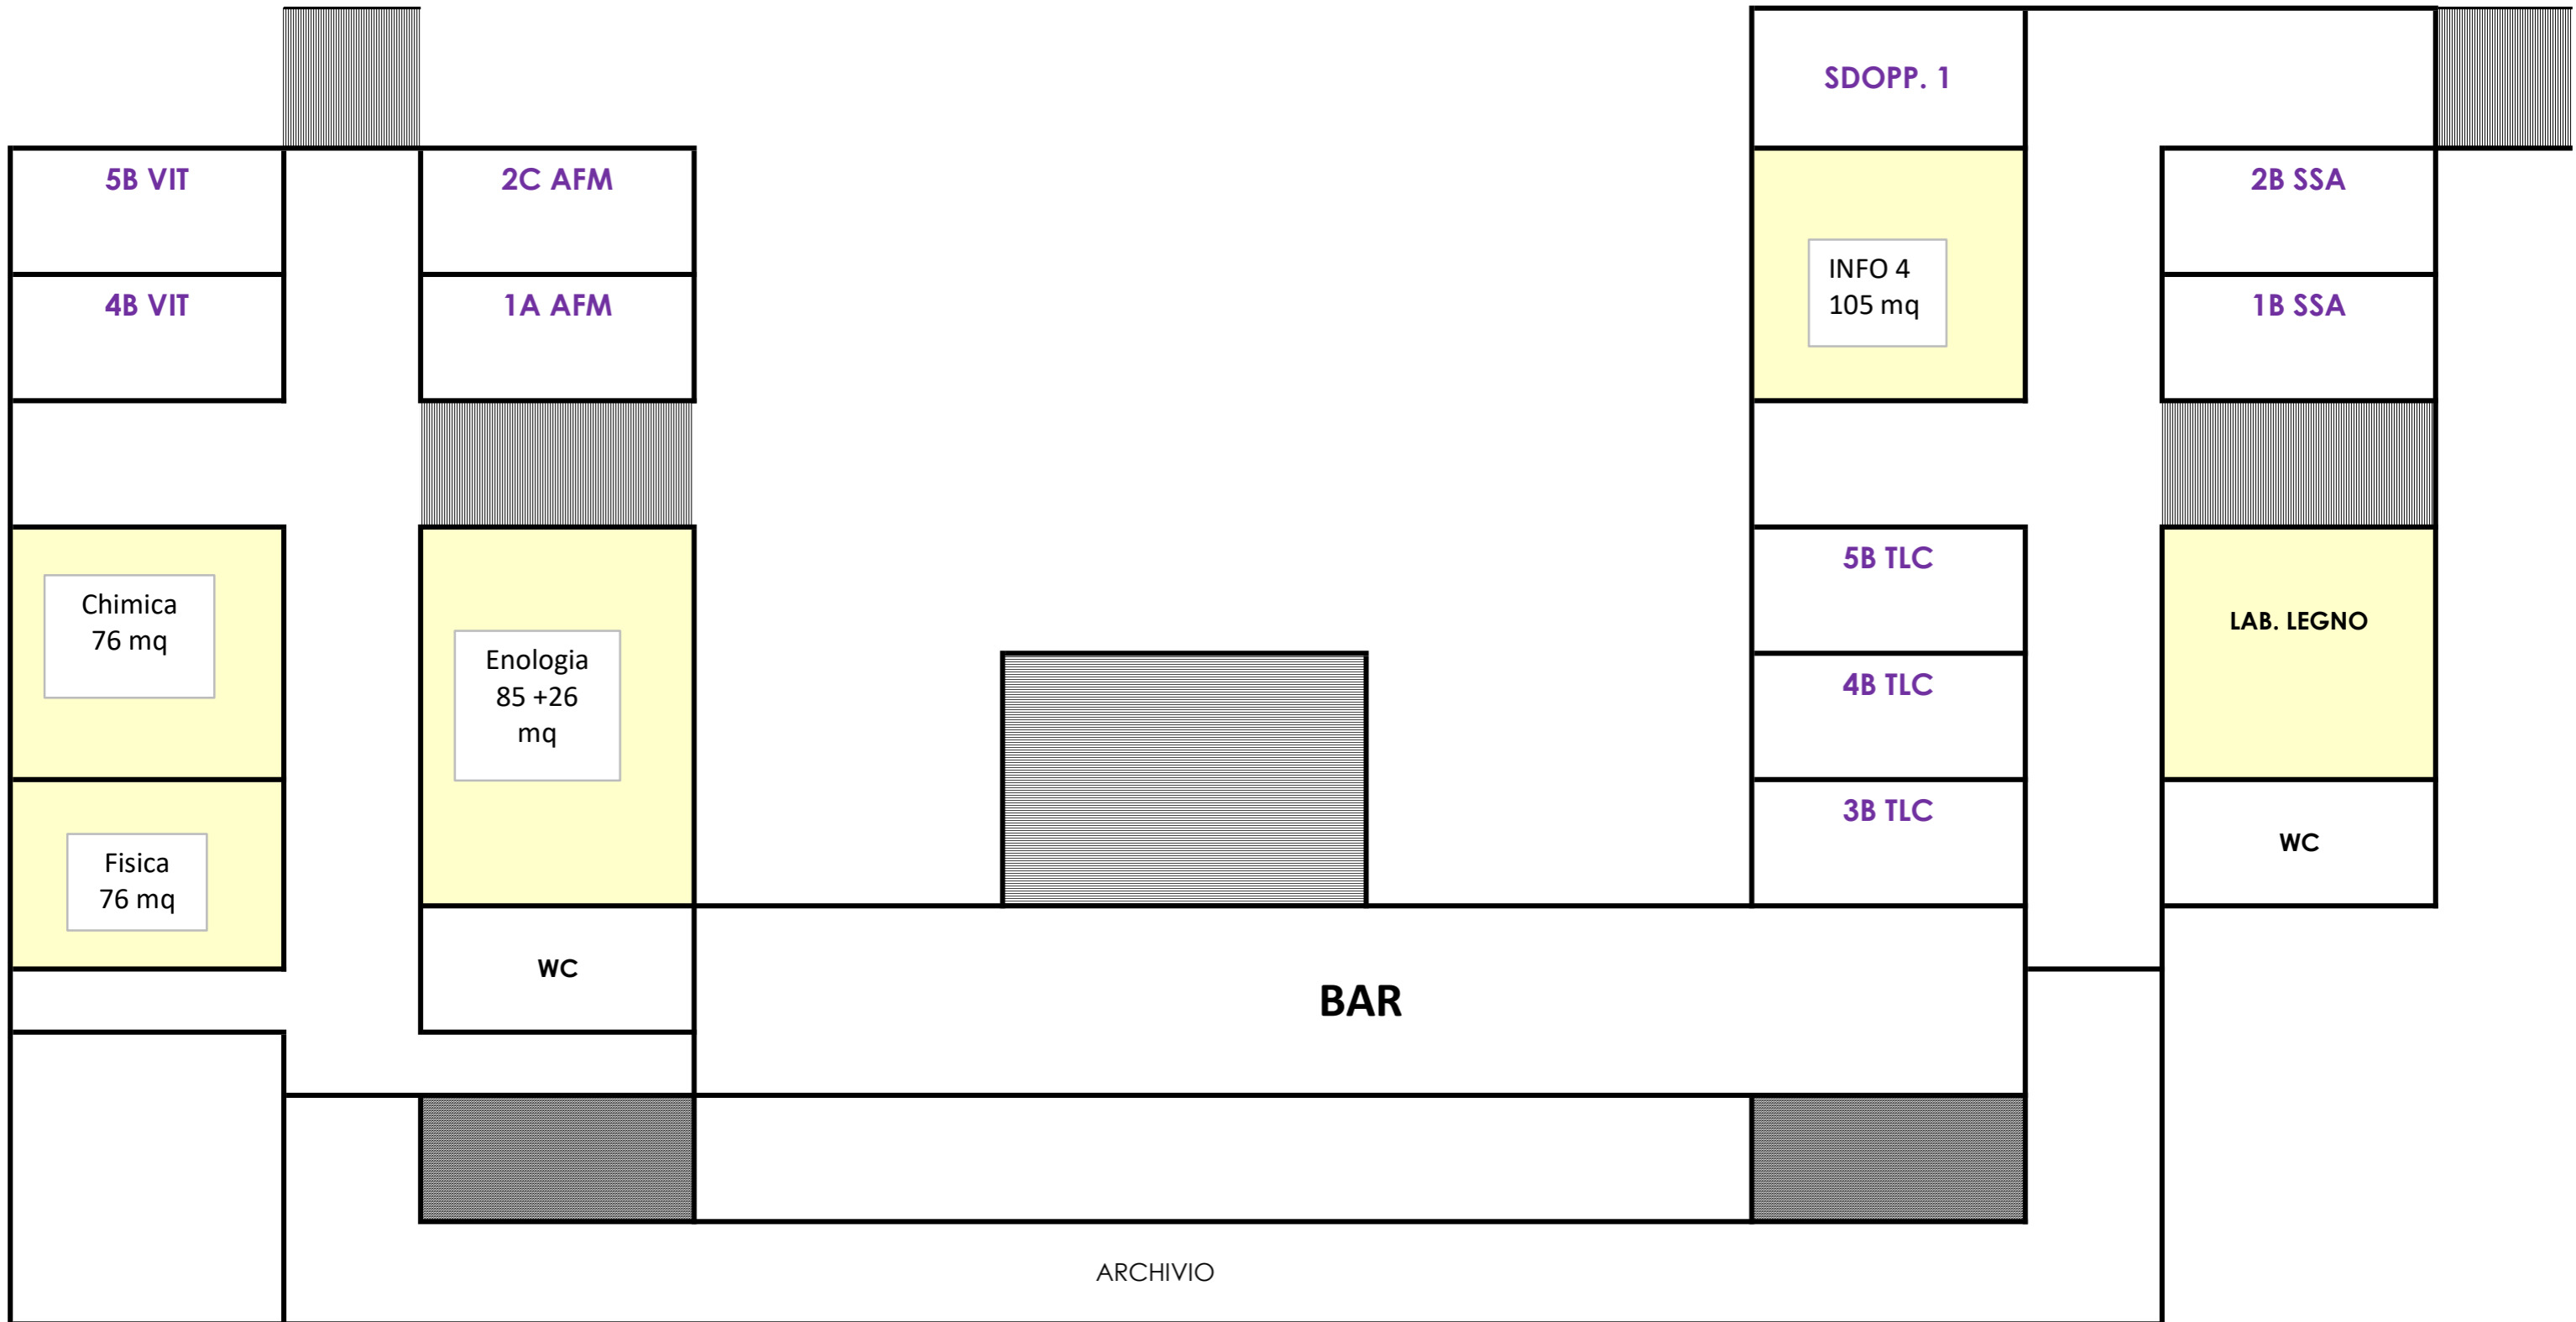 SDOPP. 1
5B VIT
2C AFM
2B SSA
INFO 4
105 mq
4B VIT
1A AFM
1B SSA
5B TLC
Chimica
76 mq
LAB. LEGNO
Enologia
85 +26
mq
4B TLC
3B TLC
WC
Fisica
76 mq
WC
BAR
ARCHIVIO